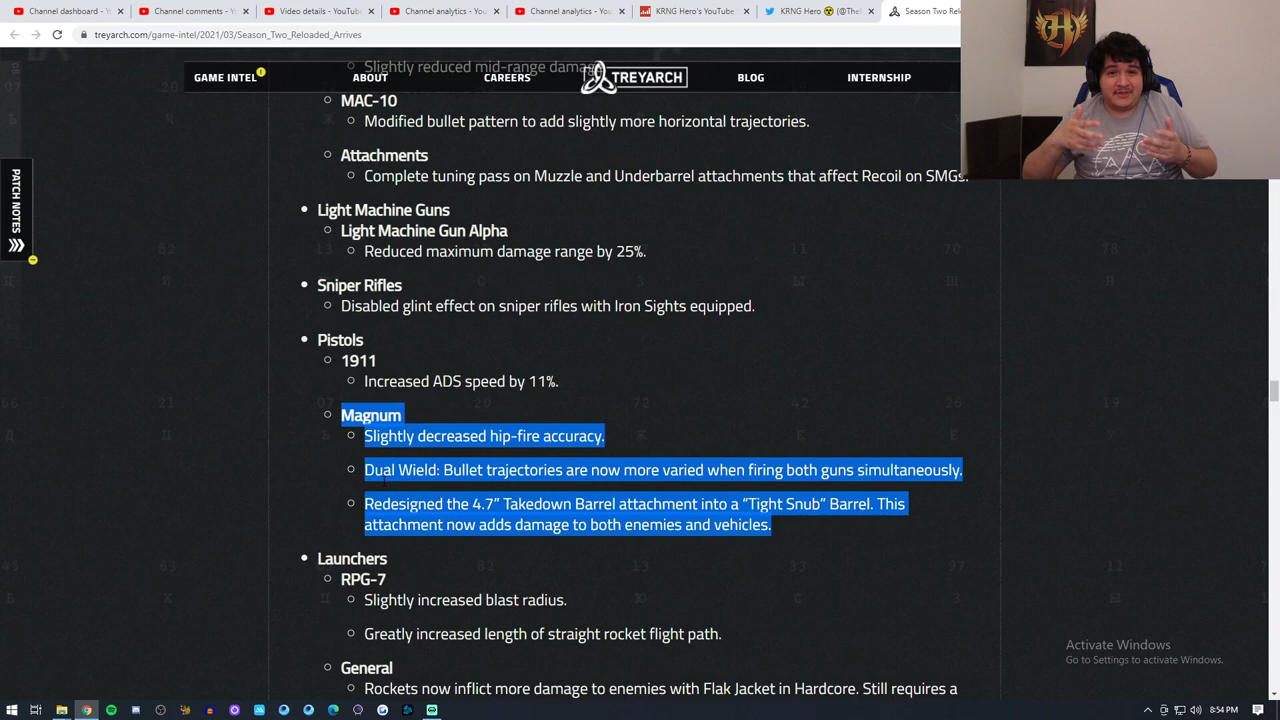 Channel dashboard - Yo
Channel comments - Y
Video details - YouTube
Channel analytics - You
Channel analytics - You
KRNG Hero's YouTube
KRNG Hero ☢ (@The
Season Two Relo
treyarch.com/game-intel/2021/03/Season_Two_Reloaded_Arrives
Slightly reduced mid-range damage
GAME INTEL
ABOUT
CAREERS
TREYARCH
BLOG
INTERNSHIP
MAC-10
Modified bullet pattern to add slightly more horizontal trajectories.
Attachments
Complete tuning pass on Muzzle and Underbarrel attachments that affect Recoil on SMGs.
PATCH NOTES
Light Machine Guns
Light Machine Gun Alpha
Reduced maximum damage range by 25%.
Sniper Rifles
Disabled glint effect on sniper rifles with Iron Sights equipped.
Pistols
1911
Increased ADS speed by 11%.
Magnum
Slightly decreased hip-fire accuracy.
Dual Wield: Bullet trajectories are now more varied when firing both guns simultaneously.
Redesigned the 4.7” Takedown Barrel attachment into a “Tight Snub” Barrel. This
attachment now adds damage to both enemies and vehicles.
Launchers
RPG-7
Slightly increased blast radius.
Greatly increased length of straight rocket flight path.
General
Rockets now inflict more damage to enemies with Flak Jacket in Hardcore. Still requires a
Activate Windows
Go to Settings to activate Windows.
8:54 PM